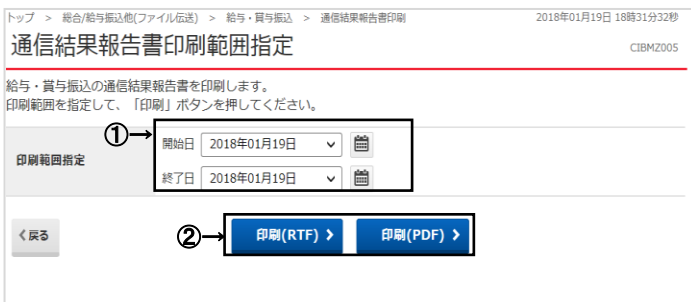 トップ > 総合/給与振込他(ファイル伝送) > 給与・賞与振込 > 通信結果報告書印刷 2018年01月19日 18時31分32秒
通信結果報告書印刷範囲指定 CIBMZ005
給与・賞与振込の通信結果報告書を印刷します。
印刷範囲を指定して、「印刷」ボタンを押してください。
①→
開始日 2018年01月19日
印刷範囲指定
終了日 2018年01月19日
<戻る ②→ 印刷(RTF) > 印刷(PDF) >